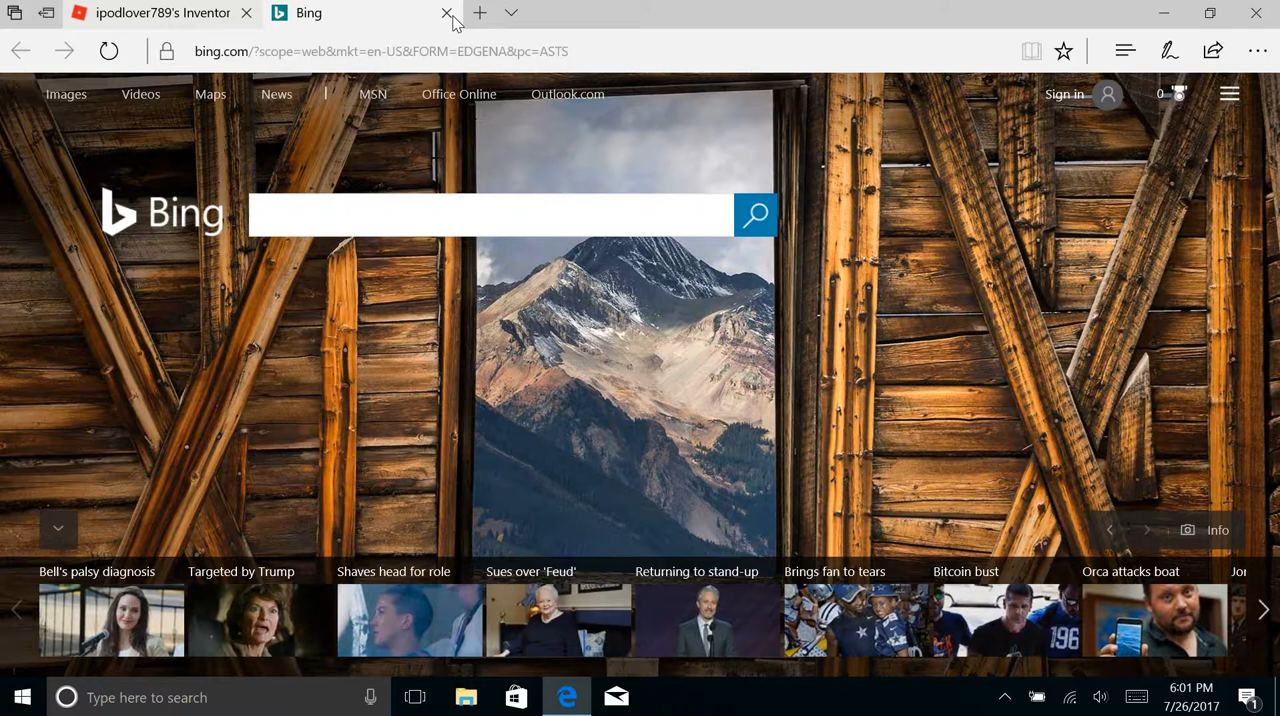 ipodlover789's Inventor
Bing
bing.com/?scope=web&mkt=en-US&FORM=EDGENA&pc=ASTS
Images Videos Maps News | MSN Office Online Outlook.com
Sign in 0
Bing
Info
Bell's palsy diagnosis Targeted by Trump Shaves head for role Sues over 'Feud' Returning to stand-up Brings fan to tears Bitcoin bust Orca attacks boat Jor
196
Type here to search
6:01 PM
7/26/2017
1